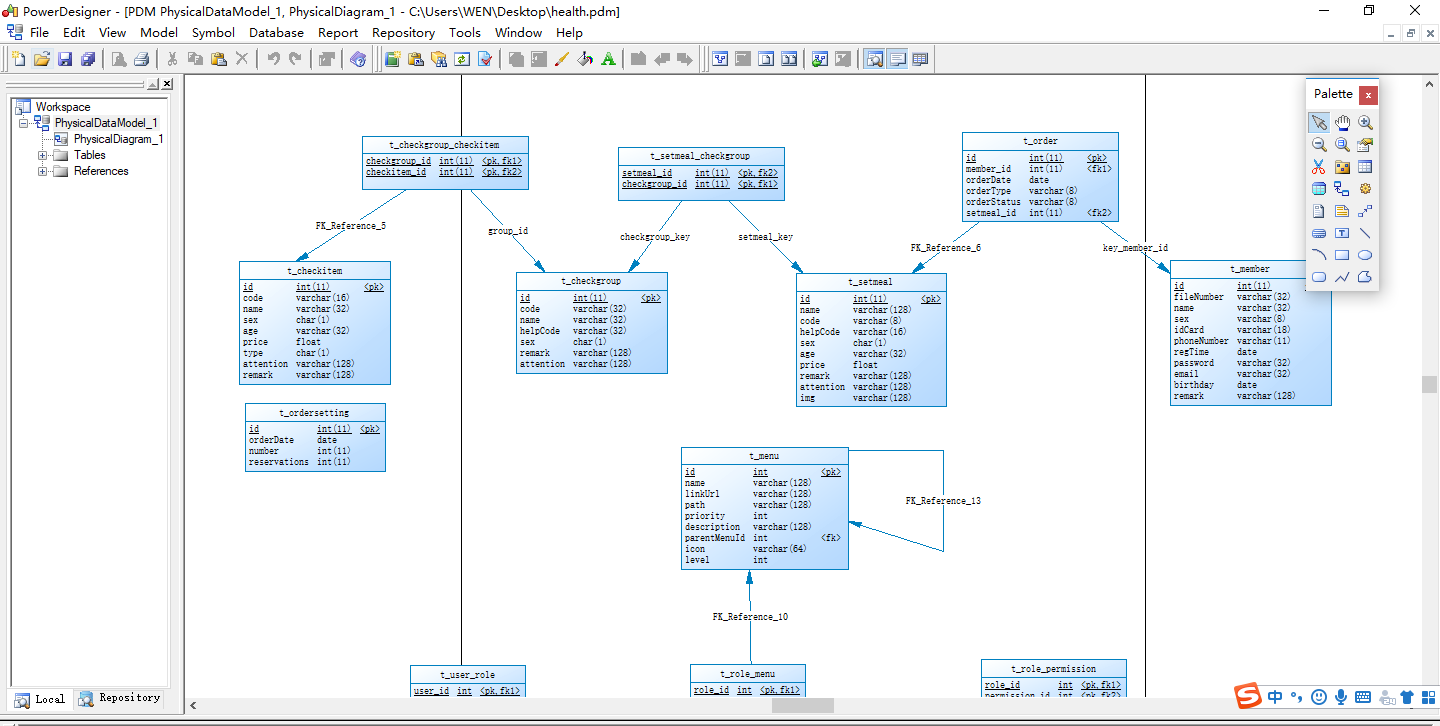 PowerDesigner - [PDM PhysicalDataModel_1, PhysicalDiagram_1 - C:\Users\WEN\Desktop\health.pdm]
File Edit View Model Symbol Database Report Repository Tools Window Help
Workspace
PhysicalDataModel_1
PhysicalDiagram_1
Tables
References
Local Repository
t_checkgroup_checkitem
checkgroup_id int(11) <pk,fk1>
checkitem_id int(11) <pk,fk2>
t_setmeal_checkgroup
setmeal_id int(11) <pk,fk2>
checkgroup_id int(11) <pk,fk1>
t_order
id int(11) <pk>
member_id int(11) <fk1>
orderDate date
orderType varchar(8)
orderStatus varchar(8)
setmeal_id int(11) <fk2>
Palette
FK_Reference_5
group_id
checkgroup_key
setmeal_key
FK_Reference_6
key_member_id
t_checkitem
id int(11) <pk>
code varchar(16)
name varchar(32)
sex char(1)
age varchar(32)
price float
type char(1)
attention varchar(128)
remark varchar(128)
t_checkgroup
id int(11) <pk>
code varchar(32)
name varchar(32)
helpCode varchar(32)
sex char(1)
remark varchar(128)
attention varchar(128)
t_setmeal
id int(11) <pk>
name varchar(128)
code varchar(8)
helpCode varchar(16)
sex char(1)
age varchar(32)
price float
remark varchar(128)
attention varchar(128)
img varchar(128)
t_member
id int(11)
fileNumber varchar(32)
name varchar(32)
sex varchar(8)
idCard varchar(18)
phoneNumber varchar(11)
regTime date
password varchar(32)
email varchar(32)
birthday date
remark varchar(128)
t_ordersetting
id int(11) <pk>
orderDate date
number int(11)
reservations int(11)
t_menu
id int <pk>
name varchar(128)
linkUrl varchar(128)
path varchar(128)
priority int
description varchar(128)
parentMenuId int <fk>
icon varchar(64)
level int
FK_Reference_13
FK_Reference_10
t_user_role
user_id int <pk,fk1>
t_role_menu
role_id int <pk,fk1>
t_role_permission
role_id int <pk,fk1>
permission_id int <pk,fk2>
中